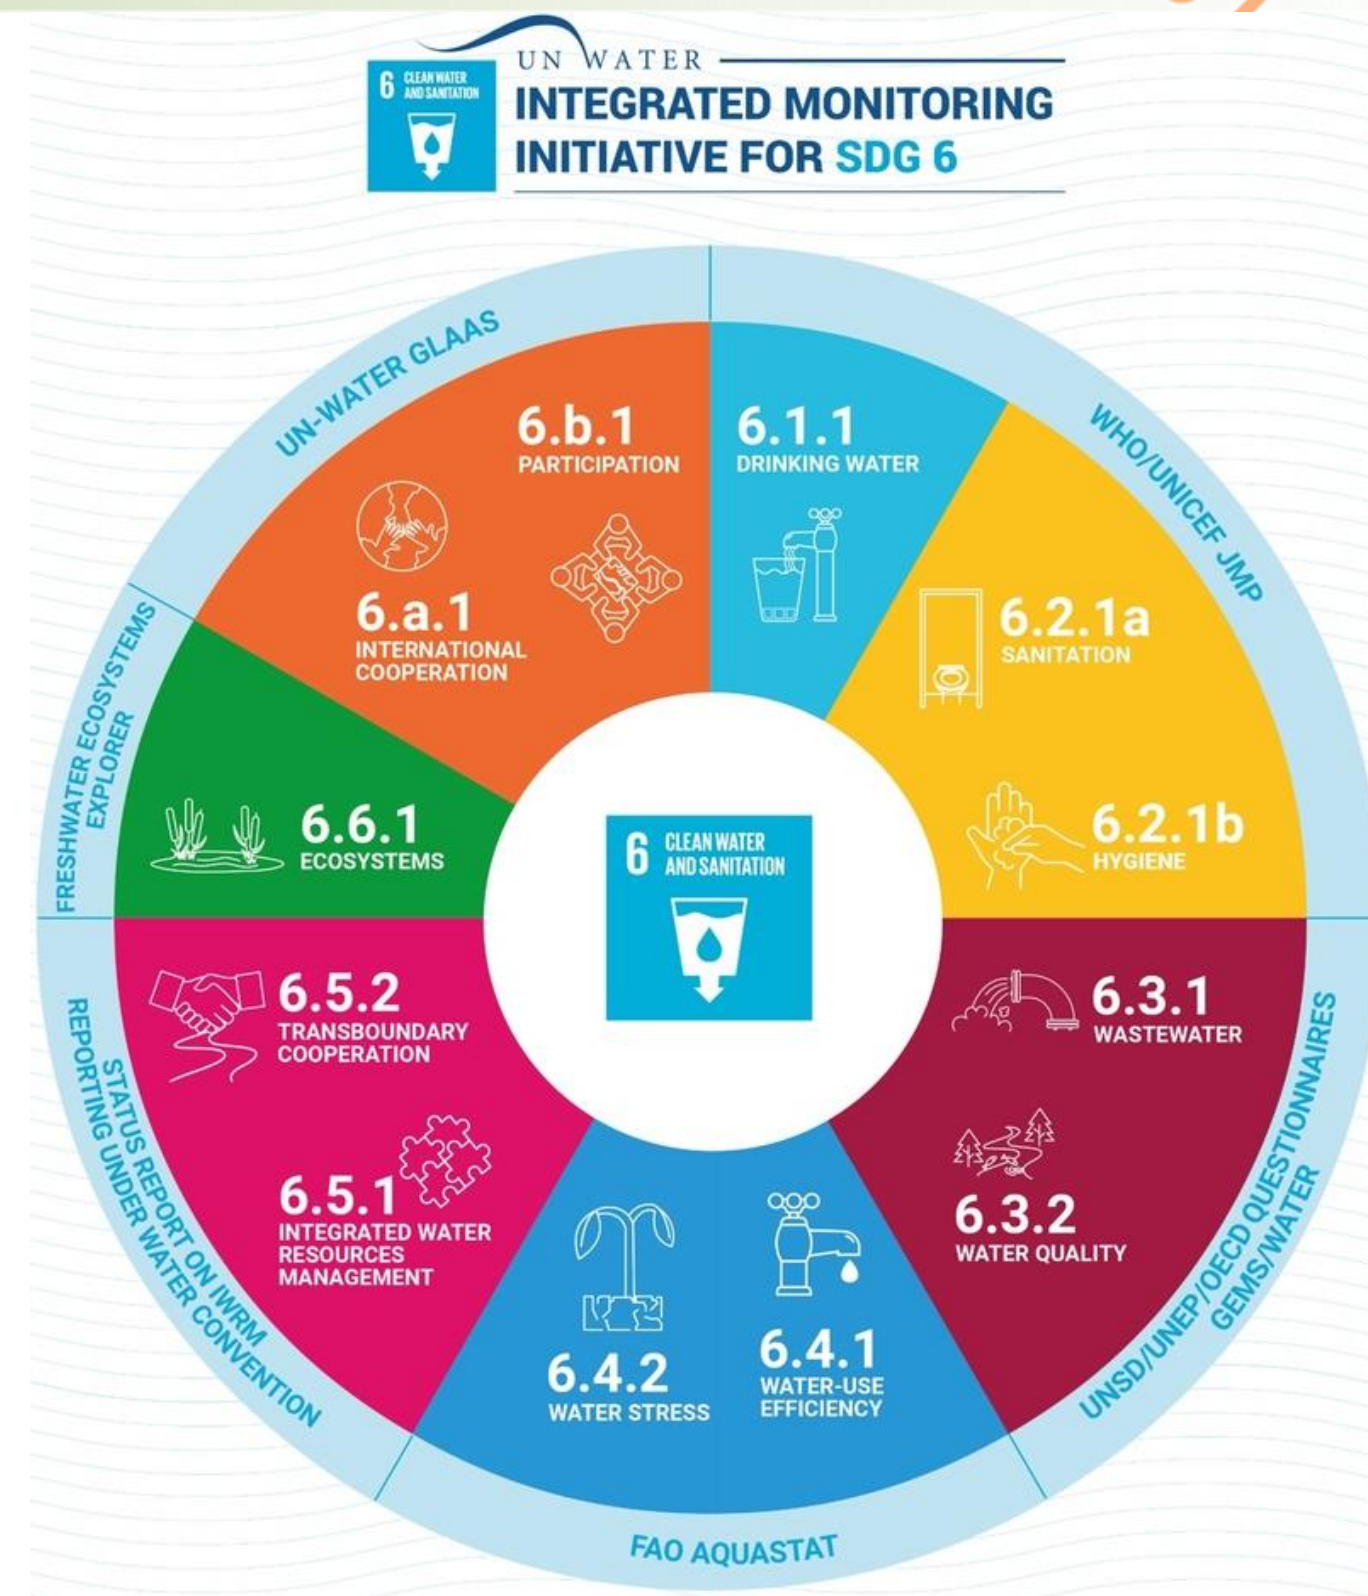 6 CLEAN WATER
AND SANITATION
UN WATER
INTEGRATED MONITORING
INITIATIVE FOR SDG 6
UN-WATER GLAAS
WHO/UNICEF JMP
6.b.1
PARTICIPATION
6.1.1
DRINKING WATER
6.a.1
INTERNATIONAL
COOPERATION
6.2.1a
SANITATION
FRESHWATER ECOSYSTEMS
EXPLORER
6.6.1
ECOSYSTEMS
6 CLEAN WATER
AND SANITATION
6.2.1b
HYGIENE
6.5.2
TRANSBOUNDARY
COOPERATION
6.3.1
WASTEWATER
STATUS REPORT ON IWRM
REPORTING UNDER WATER CONVENTION
6.5.1
INTEGRATED WATER
RESOURCES
MANAGEMENT
6.3.2
WATER QUALITY
UNSD/UNEP/OECD QUESTIONNAIRES
GEMS/WATER
6.4.2
WATER STRESS
6.4.1
WATER-USE
EFFICIENCY
FAO AQUASTAT